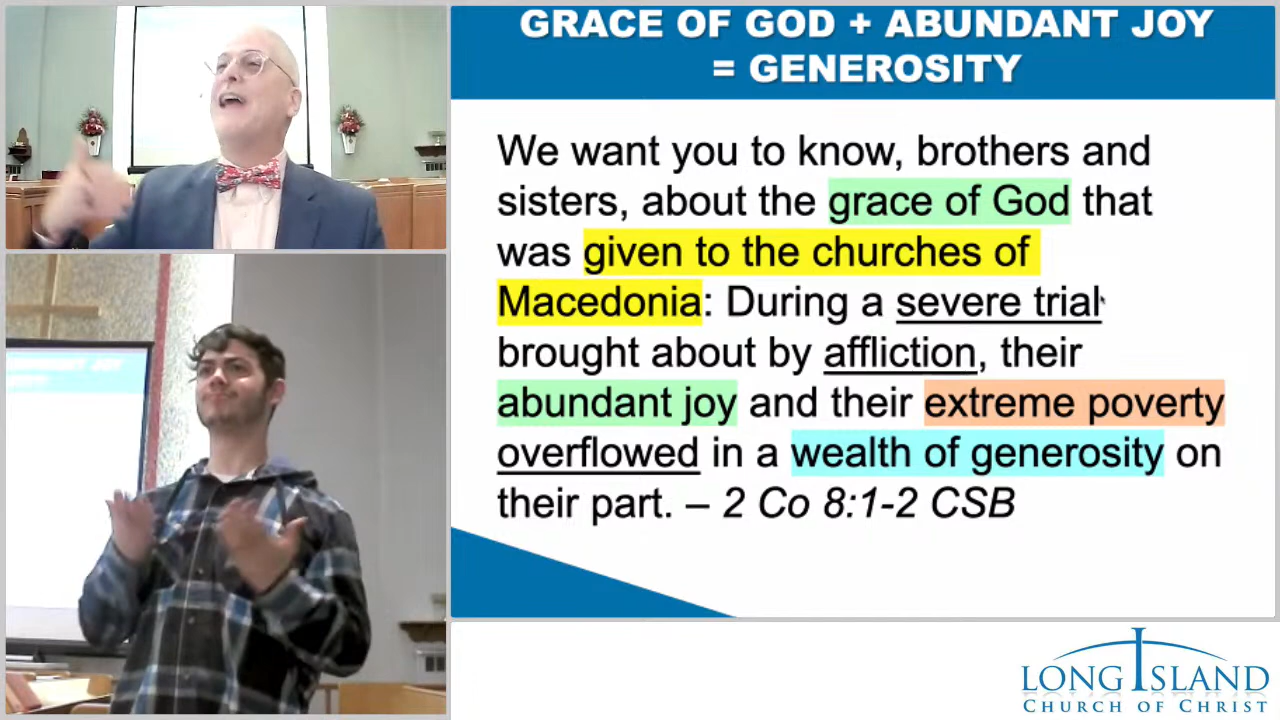 GRACE OF GOD + ABUNDANT JOY
= GENEROSITY
We want you to know, brothers and
sisters, about the grace of God that
was given to the churches of
Macedonia: During a severe trial
brought about by affliction, their
abundant joy and their extreme poverty
overflowed in a wealth of generosity on
their part. – 2 Co 8:1-2 CSB
LONG ISLAND
CHURCH OF CHRIST